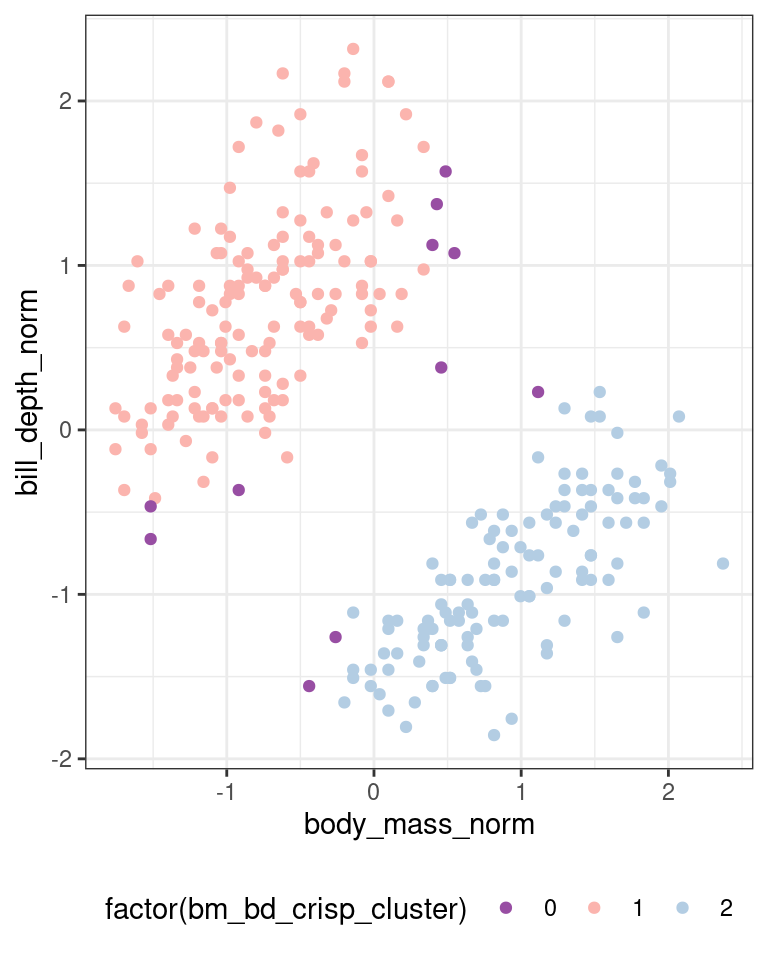 2
1
0
-1
-2
bill_depth_norm
-1 0 1 2
body_mass_norm
factor(bm_bd_crisp_cluster) 0 1 2